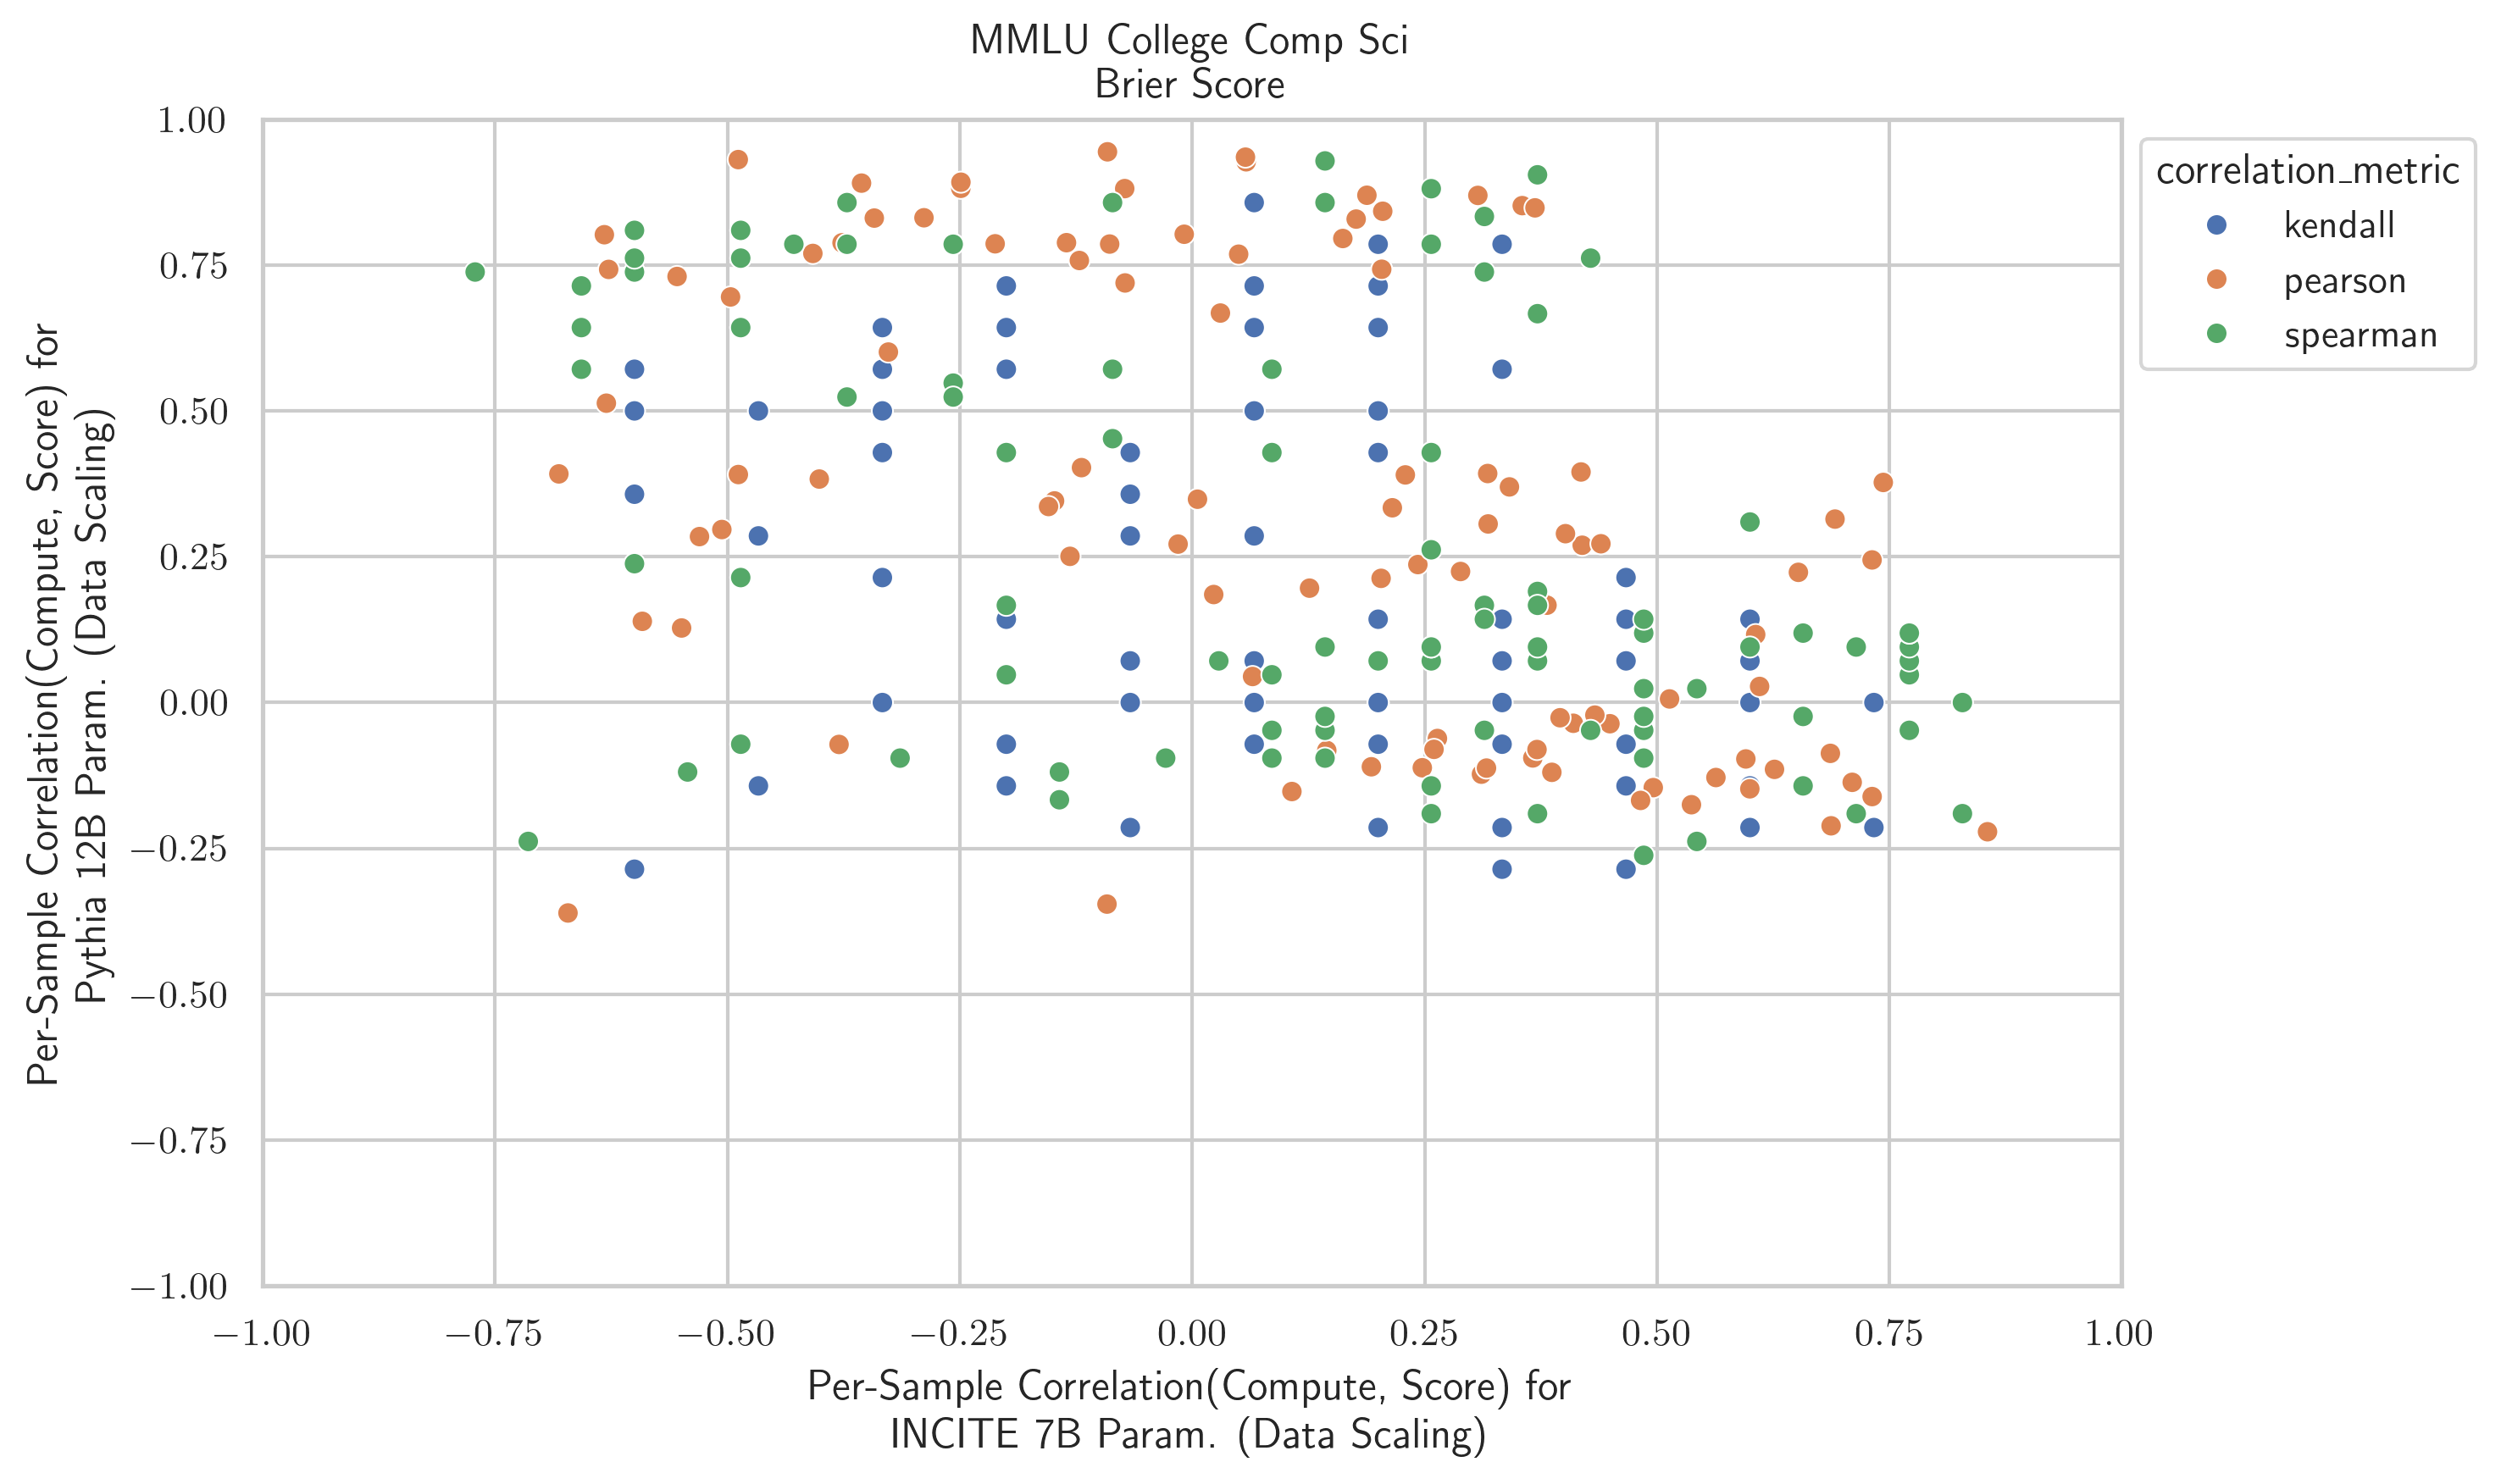 MMLU College Comp Sci
Brier Score
Per-Sample Correlation(Compute, Score) for
Pythia 12B Param. (Data Scaling)
1.00
0.75
0.50
0.25
0.00
−0.25
−0.50
−0.75
−1.00
−1.00 −0.75 −0.50 −0.25 0.00 0.25 0.50 0.75 1.00
Per-Sample Correlation(Compute, Score) for
INCITE 7B Param. (Data Scaling)
correlation_metric
kendall
pearson
spearman